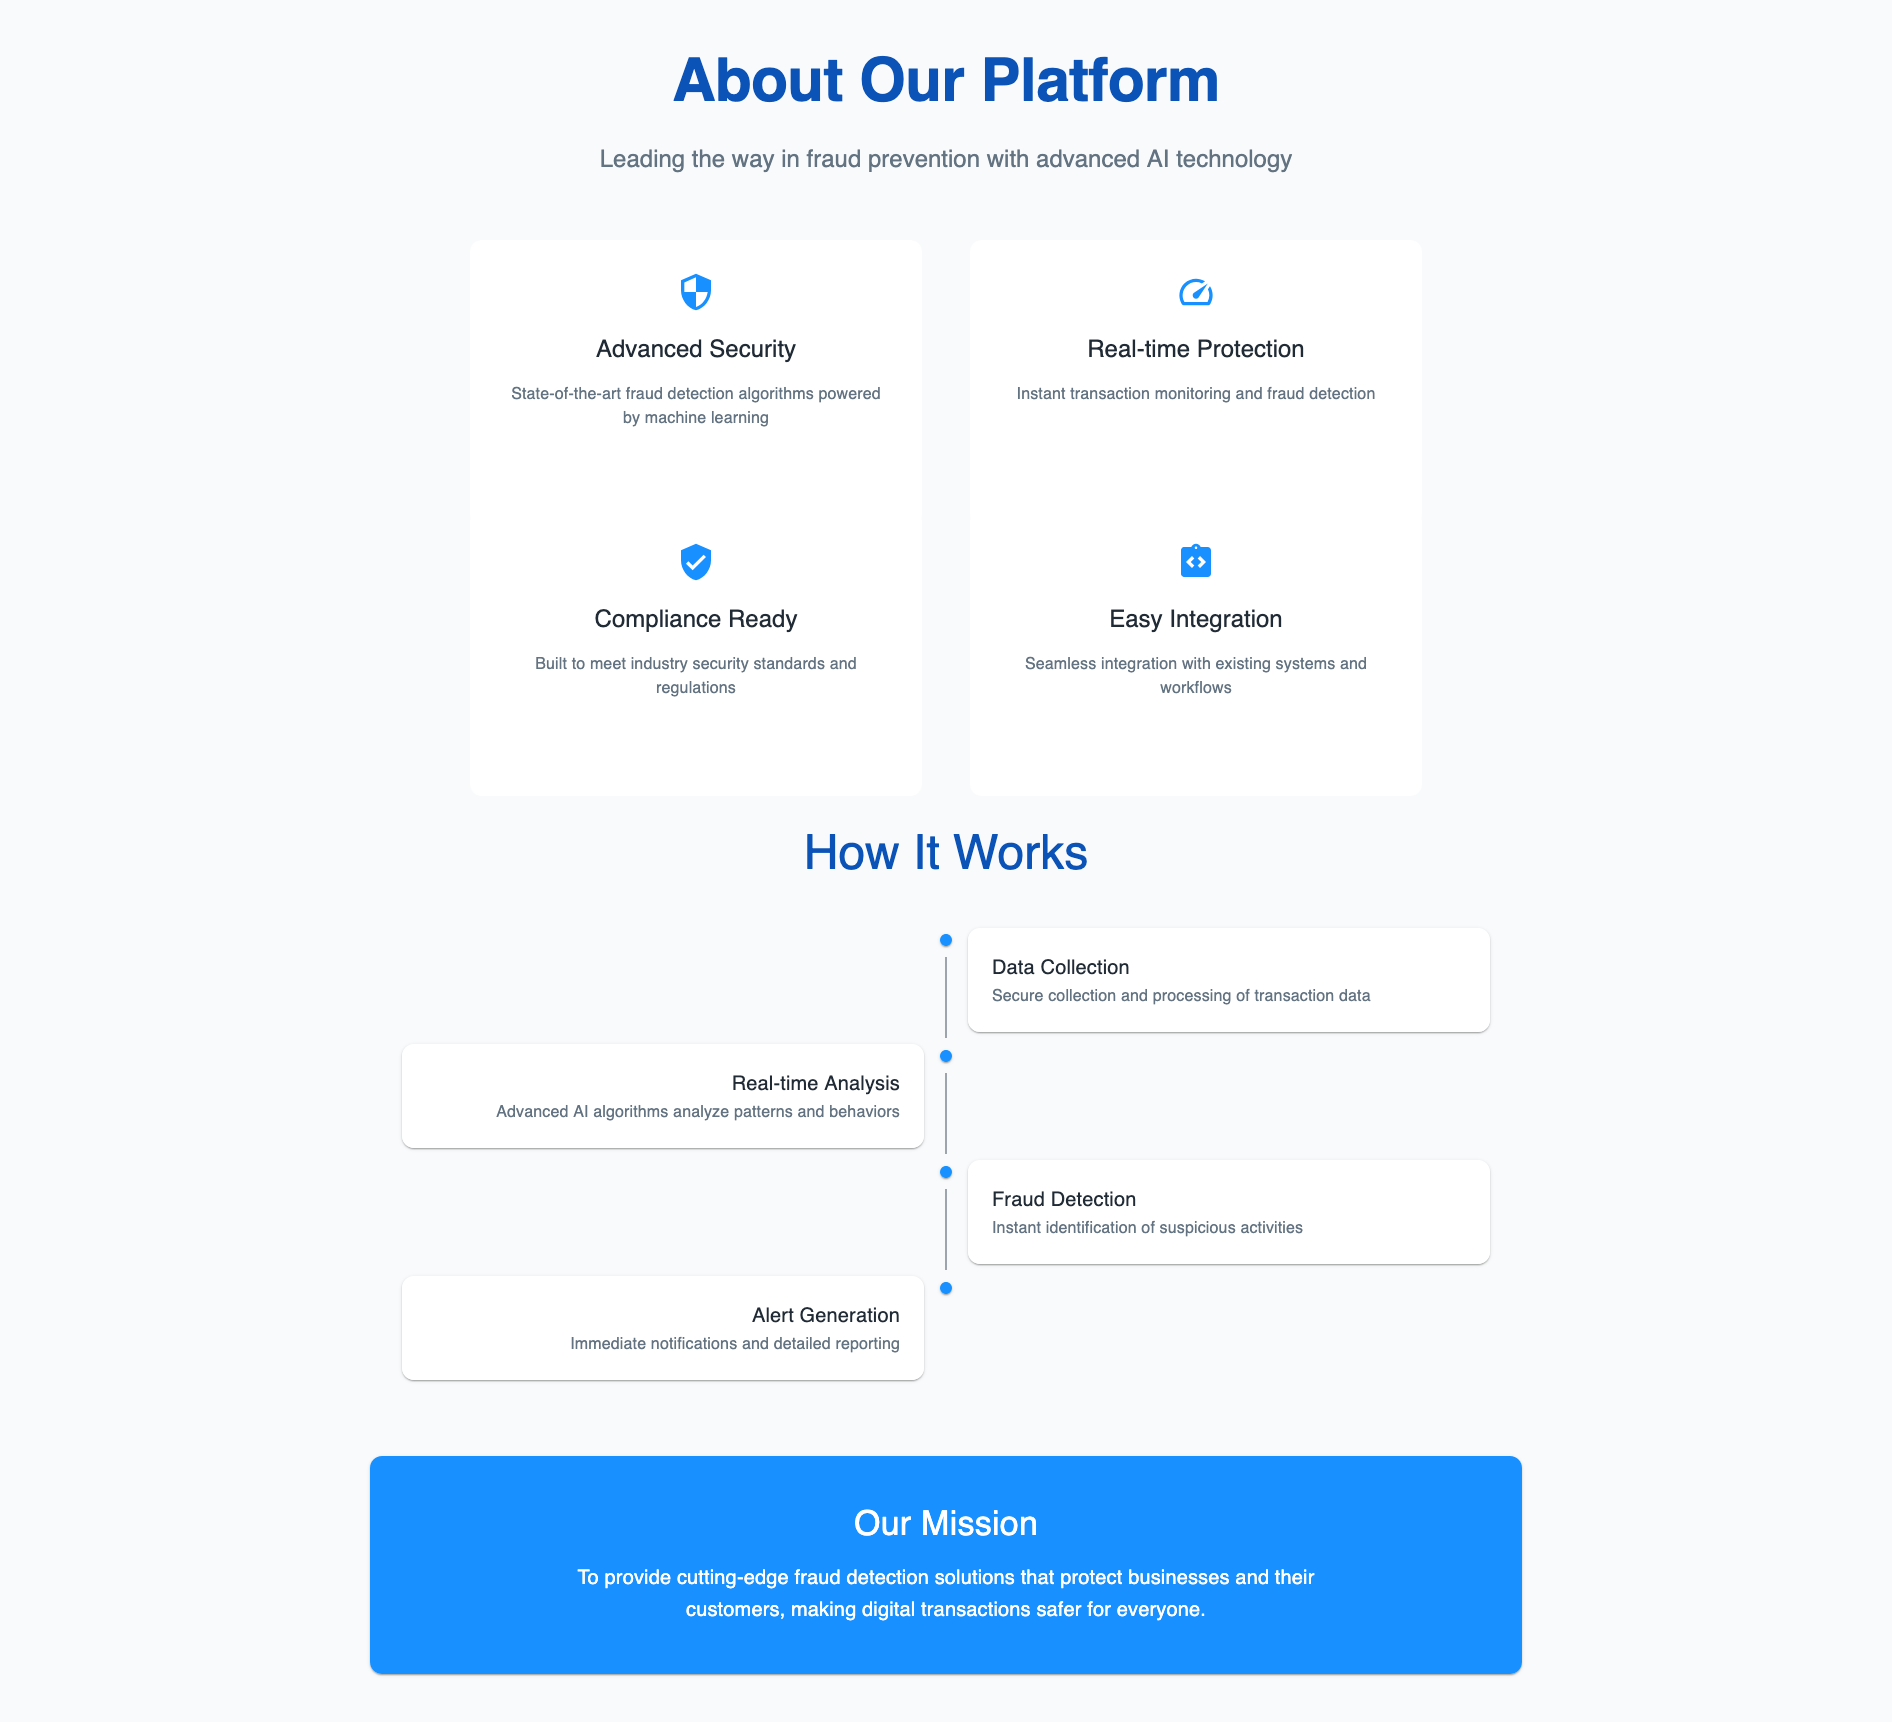 About Our Platform
Leading the way in fraud prevention with advanced AI technology
Advanced Security
State-of-the-art fraud detection algorithms powered
by machine learning
Real-time Protection
Instant transaction monitoring and fraud detection
Compliance Ready
Built to meet industry security standards and
regulations
Easy Integration
Seamless integration with existing systems and
workflows
How It Works
Data Collection
Secure collection and processing of transaction data
Real-time Analysis
Advanced AI algorithms analyze patterns and behaviors
Fraud Detection
Instant identification of suspicious activities
Alert Generation
Immediate notifications and detailed reporting
Our Mission
To provide cutting-edge fraud detection solutions that protect businesses and their
customers, making digital transactions safer for everyone.